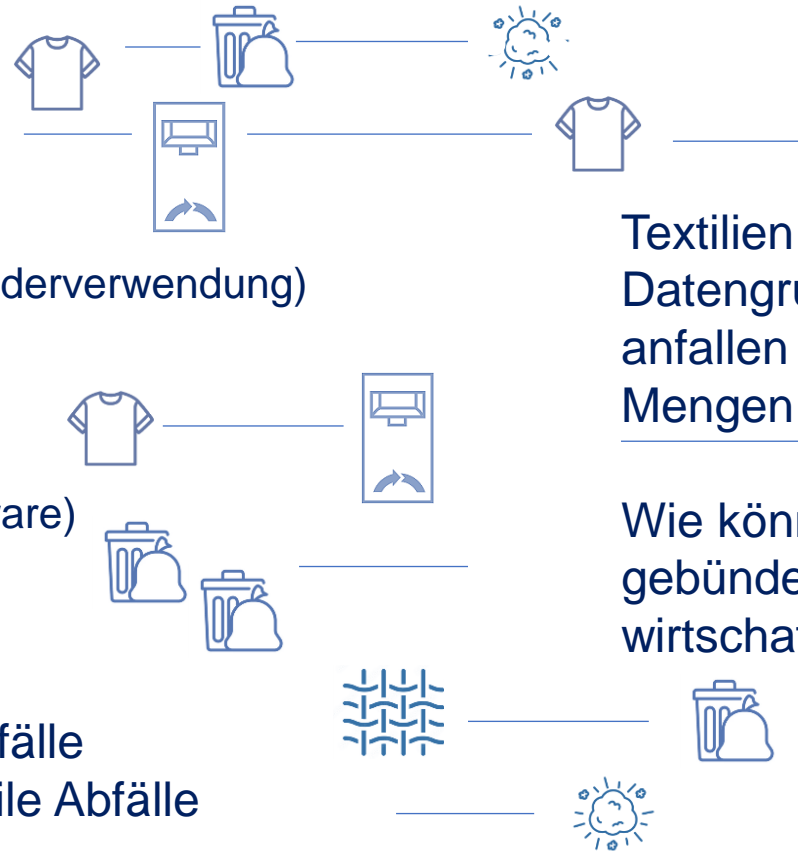 derverwendung)
are)
fälle
ile Abfälle
Textilien
Datengru
anfallen
Mengen
Wie könn
gebünde
wirtschaf